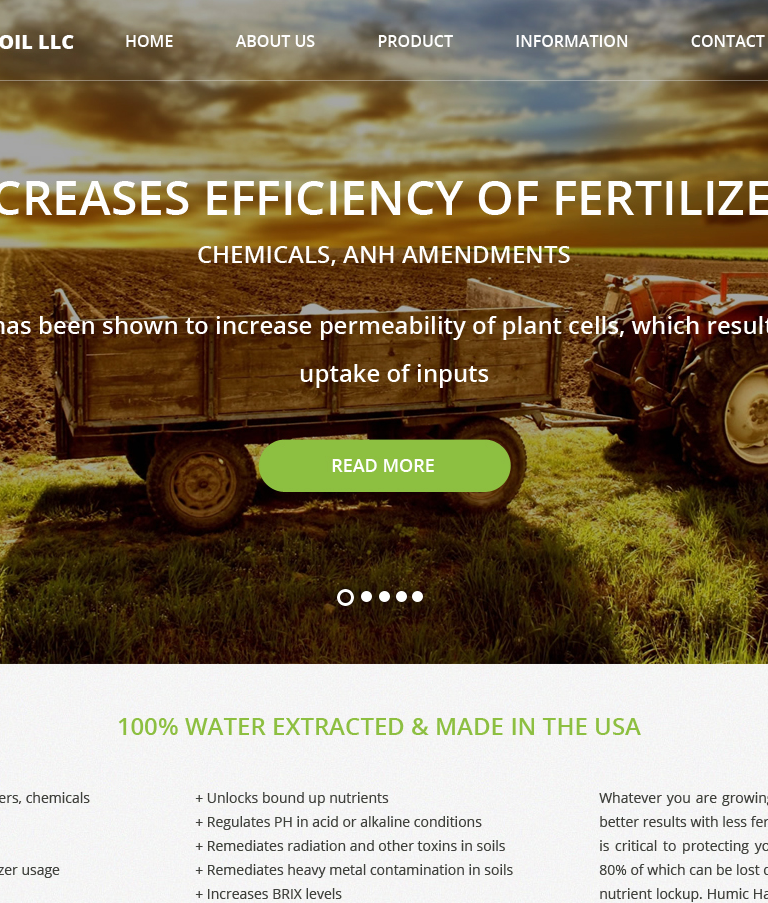 OIL LLC HOME ABOUT US PRODUCT INFORMATION CONTACT
CREASES EFFICIENCY OF FERTILIZE
CHEMICALS, ANH AMENDMENTS
has been shown to increase permeability of plant cells, which result
uptake of inputs
READ MORE
100% WATER EXTRACTED & MADE IN THE USA
ers, chemicals
zer usage
+ Unlocks bound up nutrients
+ Regulates PH in acid or alkaline conditions
+ Remediates radiation and other toxins in soils
+ Remediates heavy metal contamination in soils
+ Increases BRIX levels
Whatever you are growing
better results with less fer
is critical to protecting yo
80% of which can be lost
nutrient lockup. Humic Ha